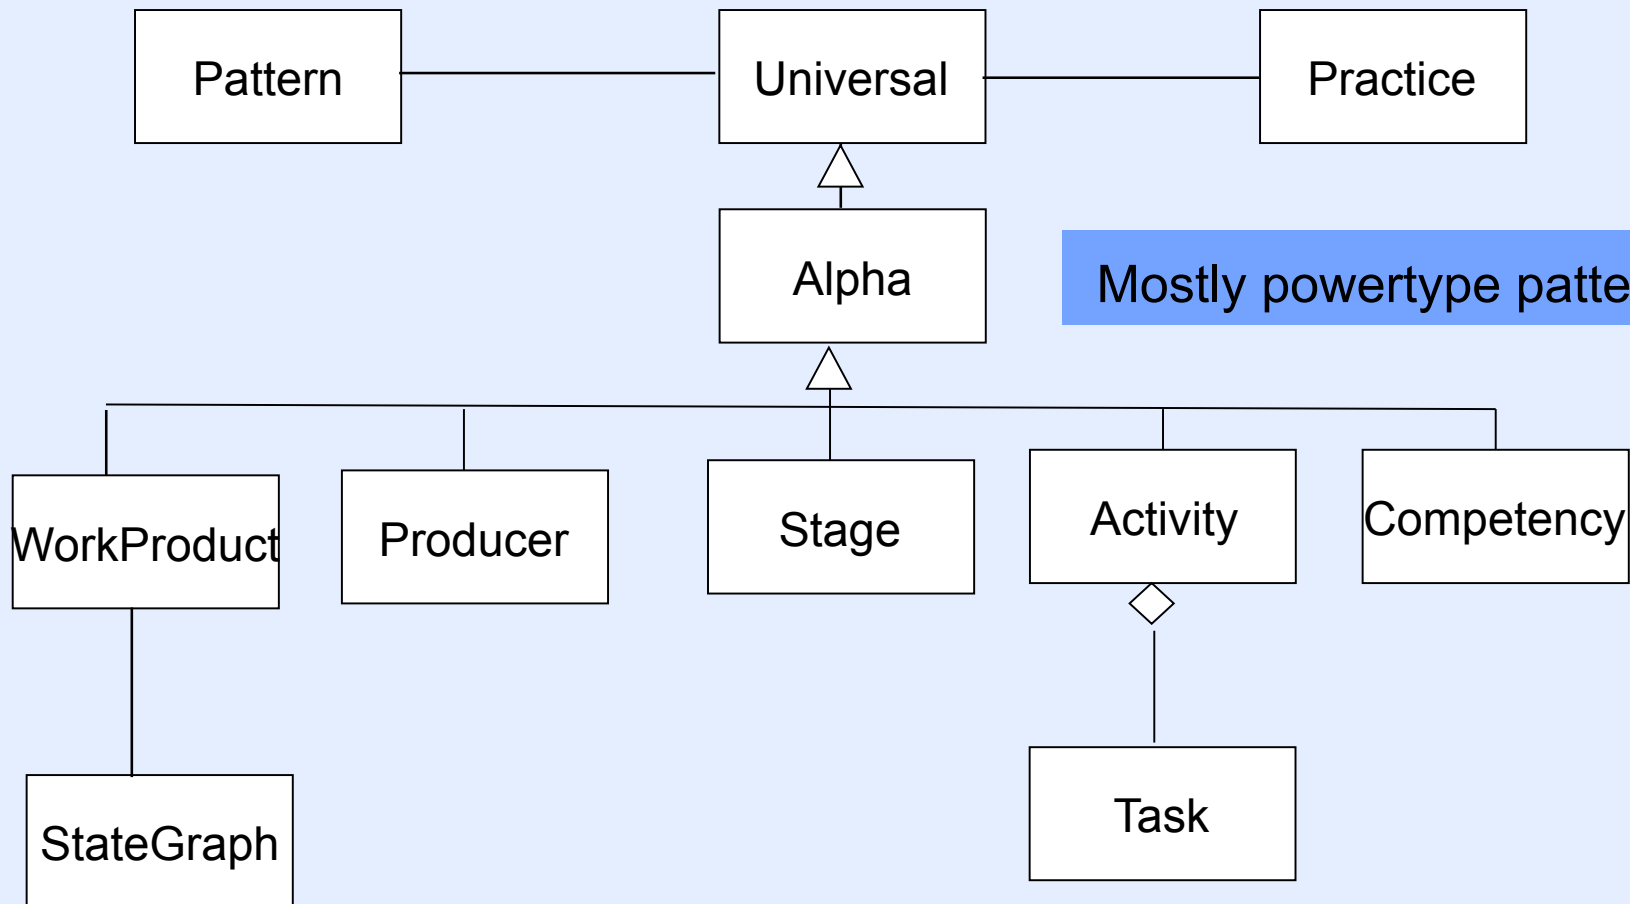 Pattern
Universal
Practice
Alpha
Mostly powertype patte
WorkProduct
Producer
Stage
Activity
Competency
StateGraph
Task